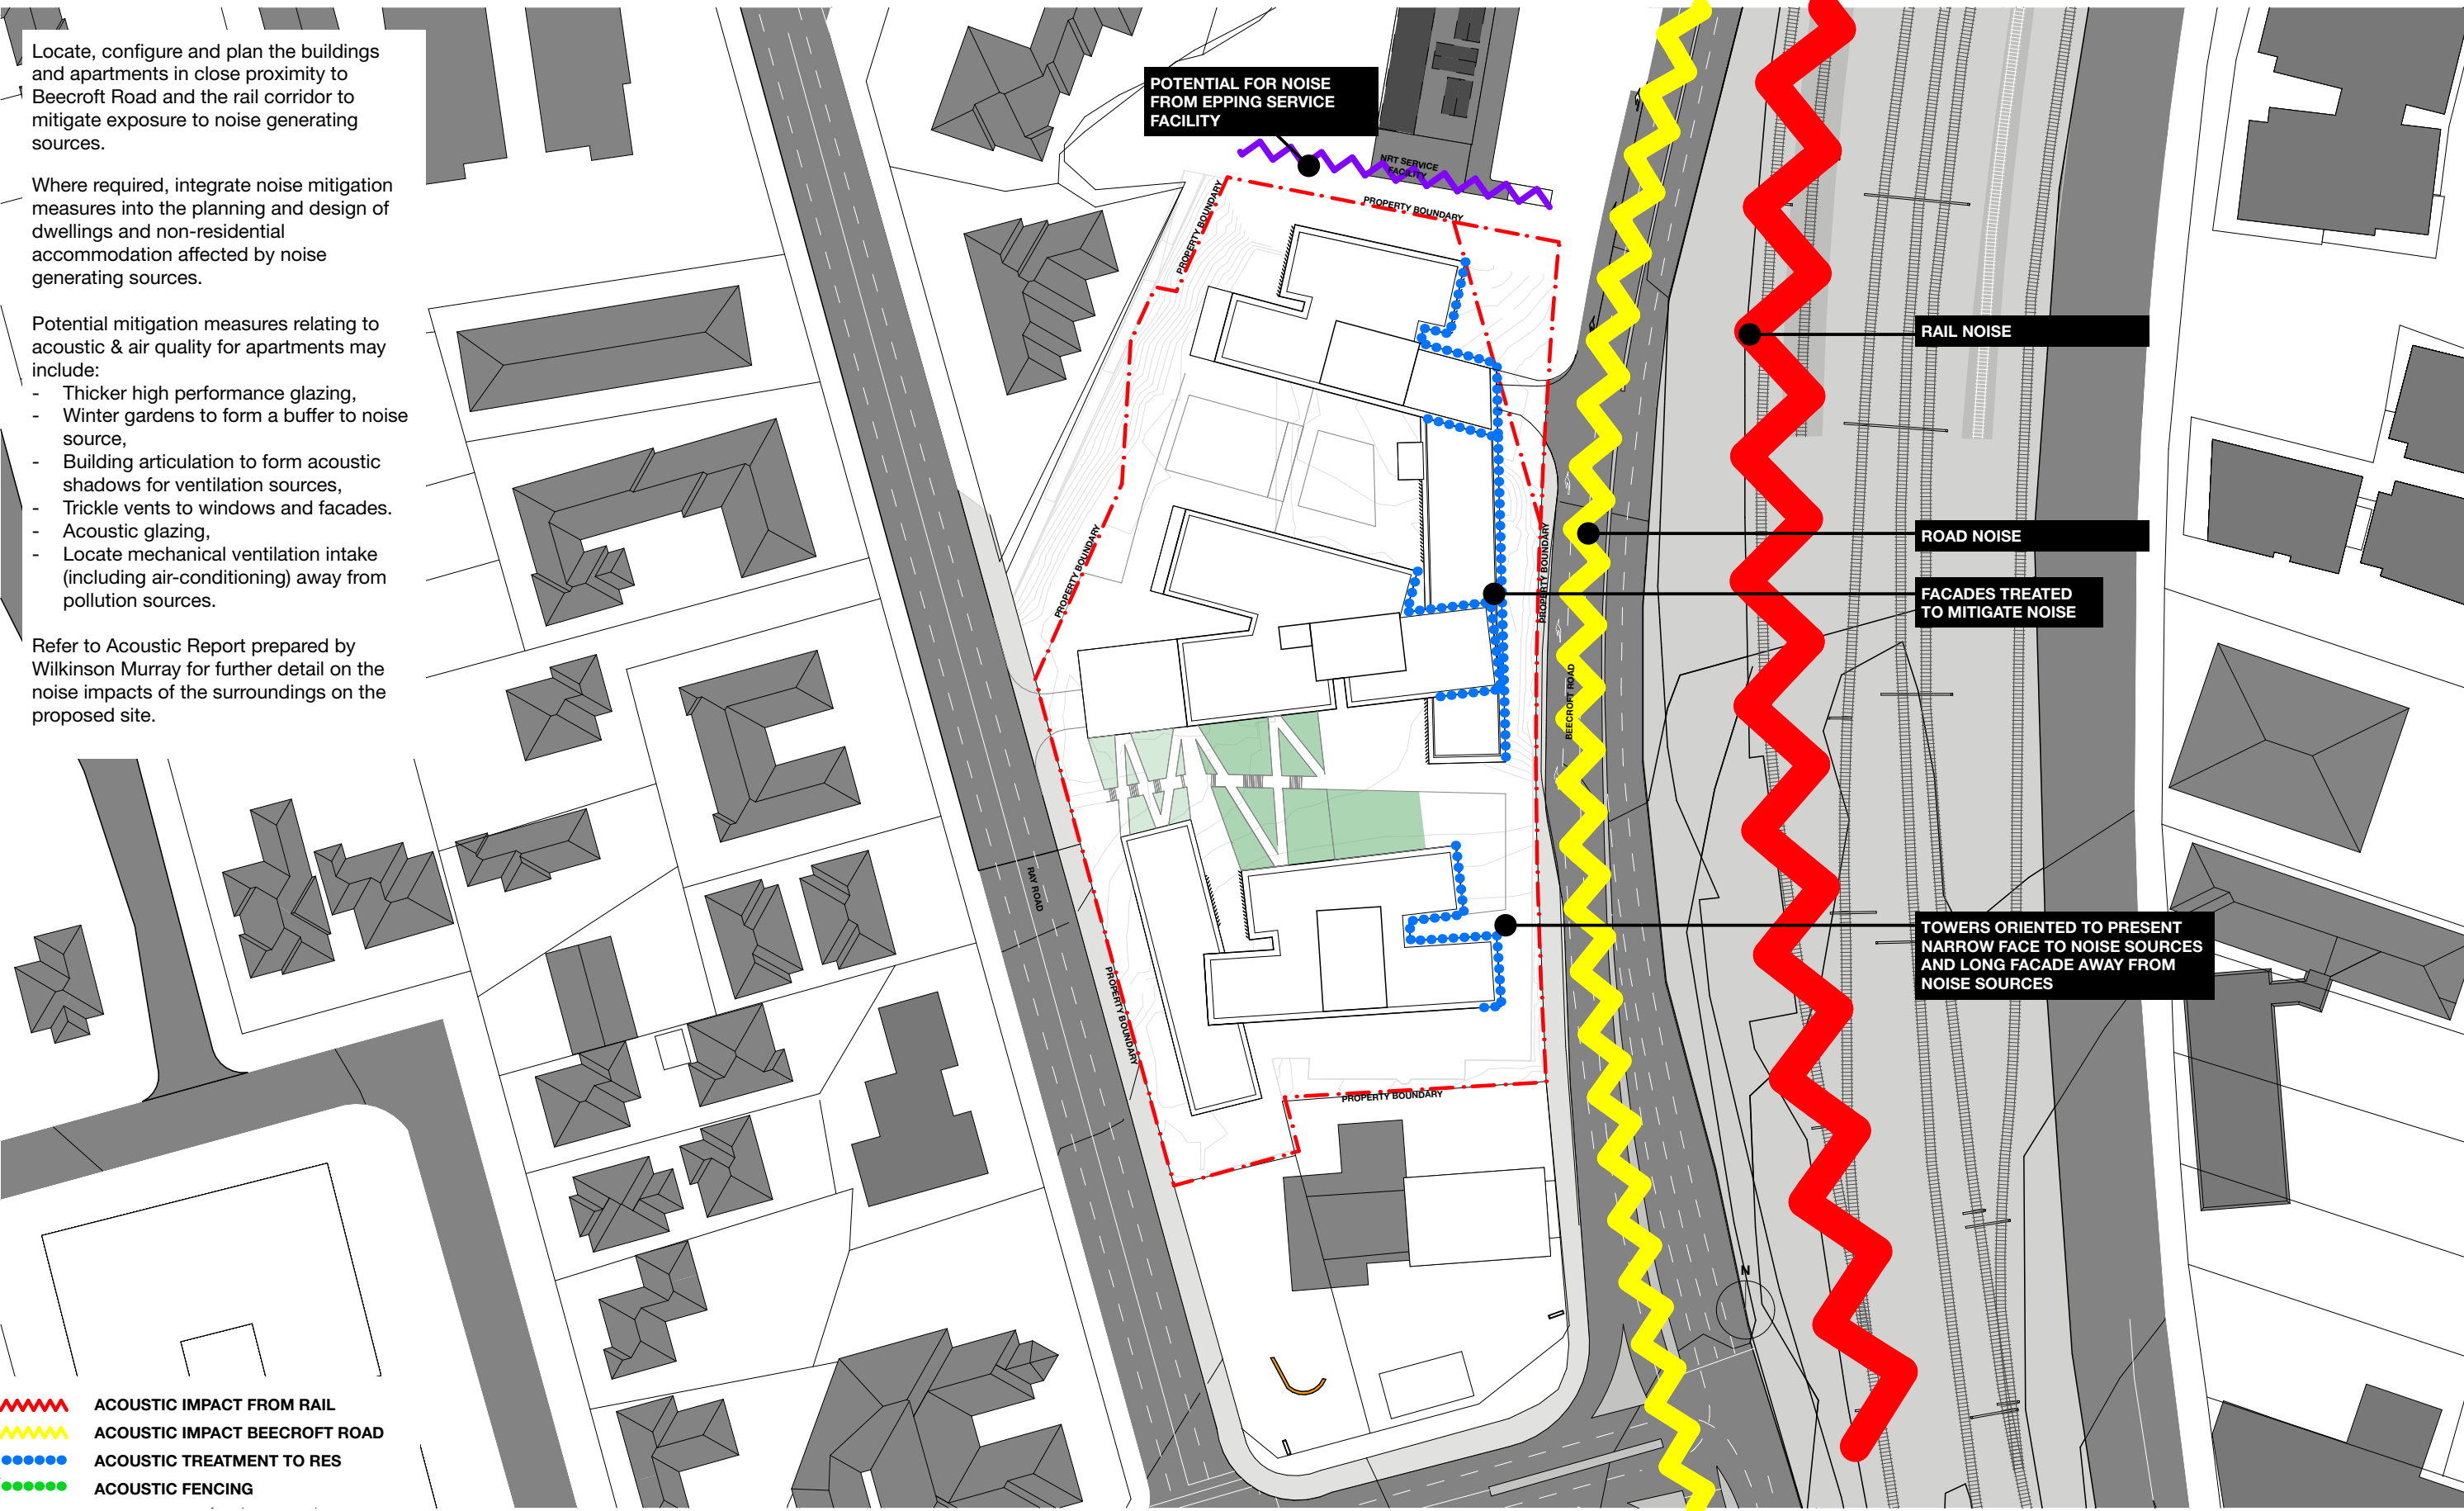 Locate, configure and plan the buildings
and apartments in close proximity to
Beecroft Road and the rail corridor to
mitigate exposure to noise generating
sources.
Where required, integrate noise mitigation
measures into the planning and design of
dwellings and non-residential
accommodation affected by noise
generating sources.
Potential mitigation measures relating to
acoustic & air quality for apartments may
include:
- Thicker high performance glazing,
- Winter gardens to form a buffer to noise
source,
- Building articulation to form acoustic
shadows for ventilation sources,
- Trickle vents to windows and facades.
- Acoustic glazing,
- Locate mechanical ventilation intake
(including air-conditioning) away from
pollution sources.
Refer to Acoustic Report prepared by
Wilkinson Murray for further detail on the
noise impacts of the surroundings on the
proposed site.
POTENTIAL FOR NOISE
FROM EPPING SERVICE
FACILITY
NRT SERVICE
FACILITY
PROPERTY BOUNDARY
PROPERTY BOUNDARY
RAIL NOISE
ROAD NOISE
PROPERTY BOUNDARY
PROPERTY BOUNDARY
FACADES TREATED
TO MITIGATE NOISE
BEECROFT ROAD
RAY ROAD
TOWERS ORIENTED TO PRESENT
NARROW FACE TO NOISE SOURCES
AND LONG FACADE AWAY FROM
NOISE SOURCES
PROPERTY BOUNDARY
PROPERTY BOUNDARY
N
ACOUSTIC IMPACT FROM RAIL
ACOUSTIC IMPACT BEECROFT ROAD
ACOUSTIC TREATMENT TO RES
ACOUSTIC FENCING